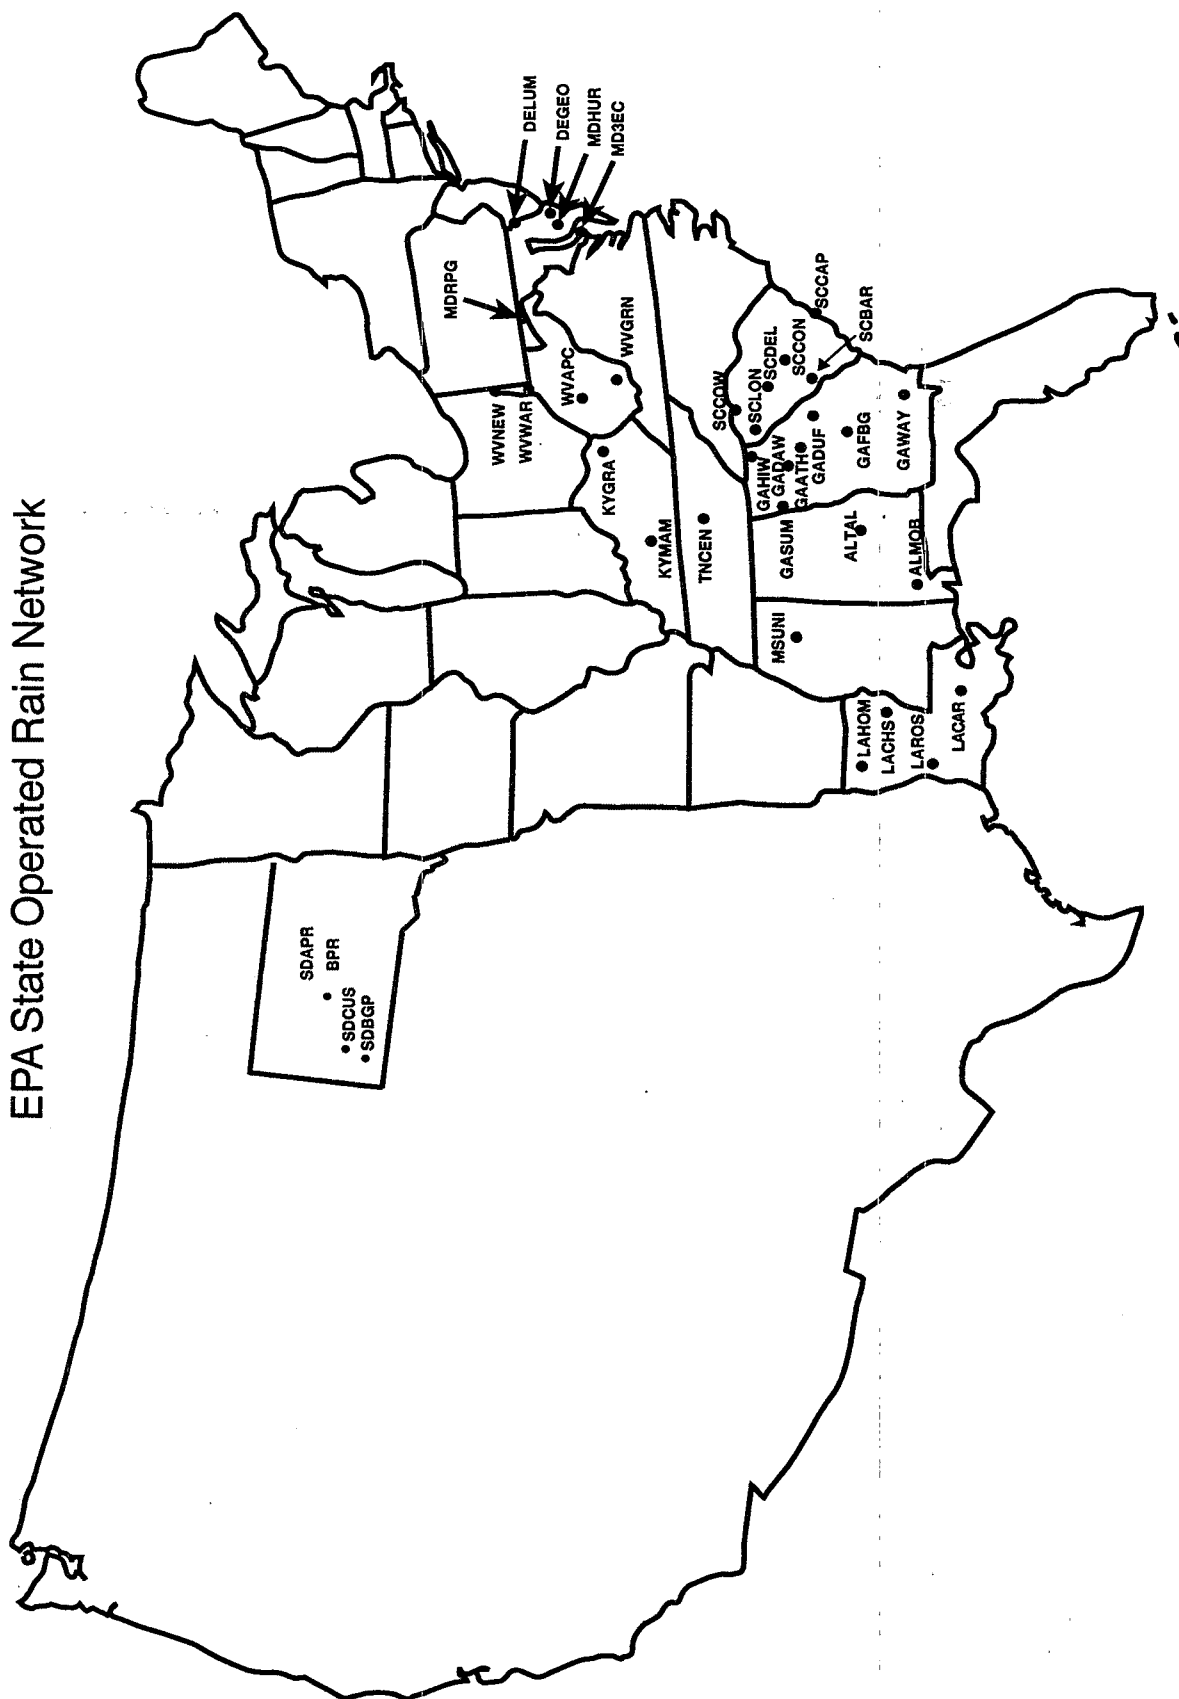 EPA State Operated Rain Network
SDAPR
BPR
SDCUS
SDBGP
MDRPG
DELUM
DEGEO
MDHUR
MD3EC
WVNEW
WVWAR
WVAPC
WVGRN
KYGRA
KYMAM
TNCEN
SCCOW
SCLON
SCDEL
SCCON
SCCAP
SCBAR
GAHIW
GADAW
GAATH
GADUF
GAFBG
GAWAY
GASUM
ALTAL
ALMOB
MSUNI
LAHOM
LACHS
LAROS
LACAR